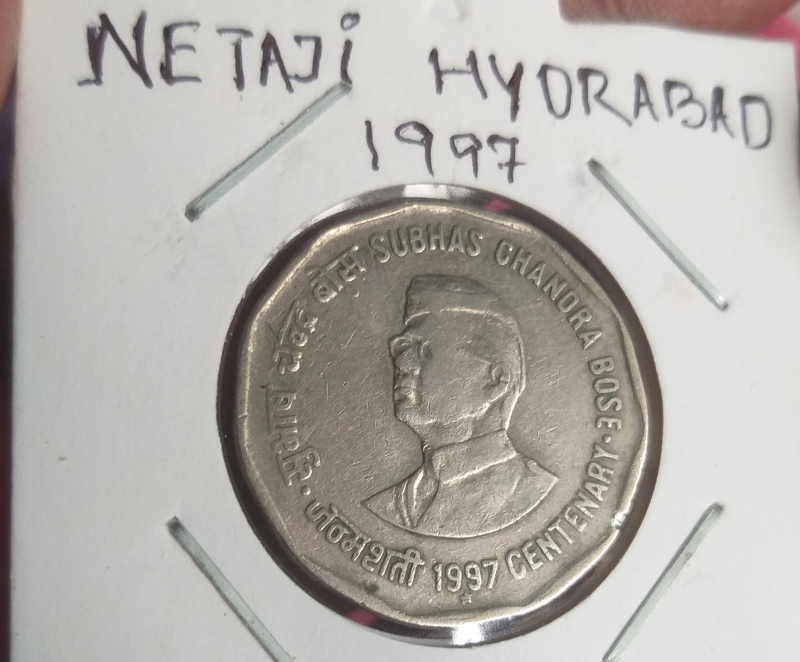 NETAJi HYDRABAD
1997
सुभाष चंन्द्र बोस SUBHAS CHANDRA BOSE
जन्मशती 1997 CENTENARY